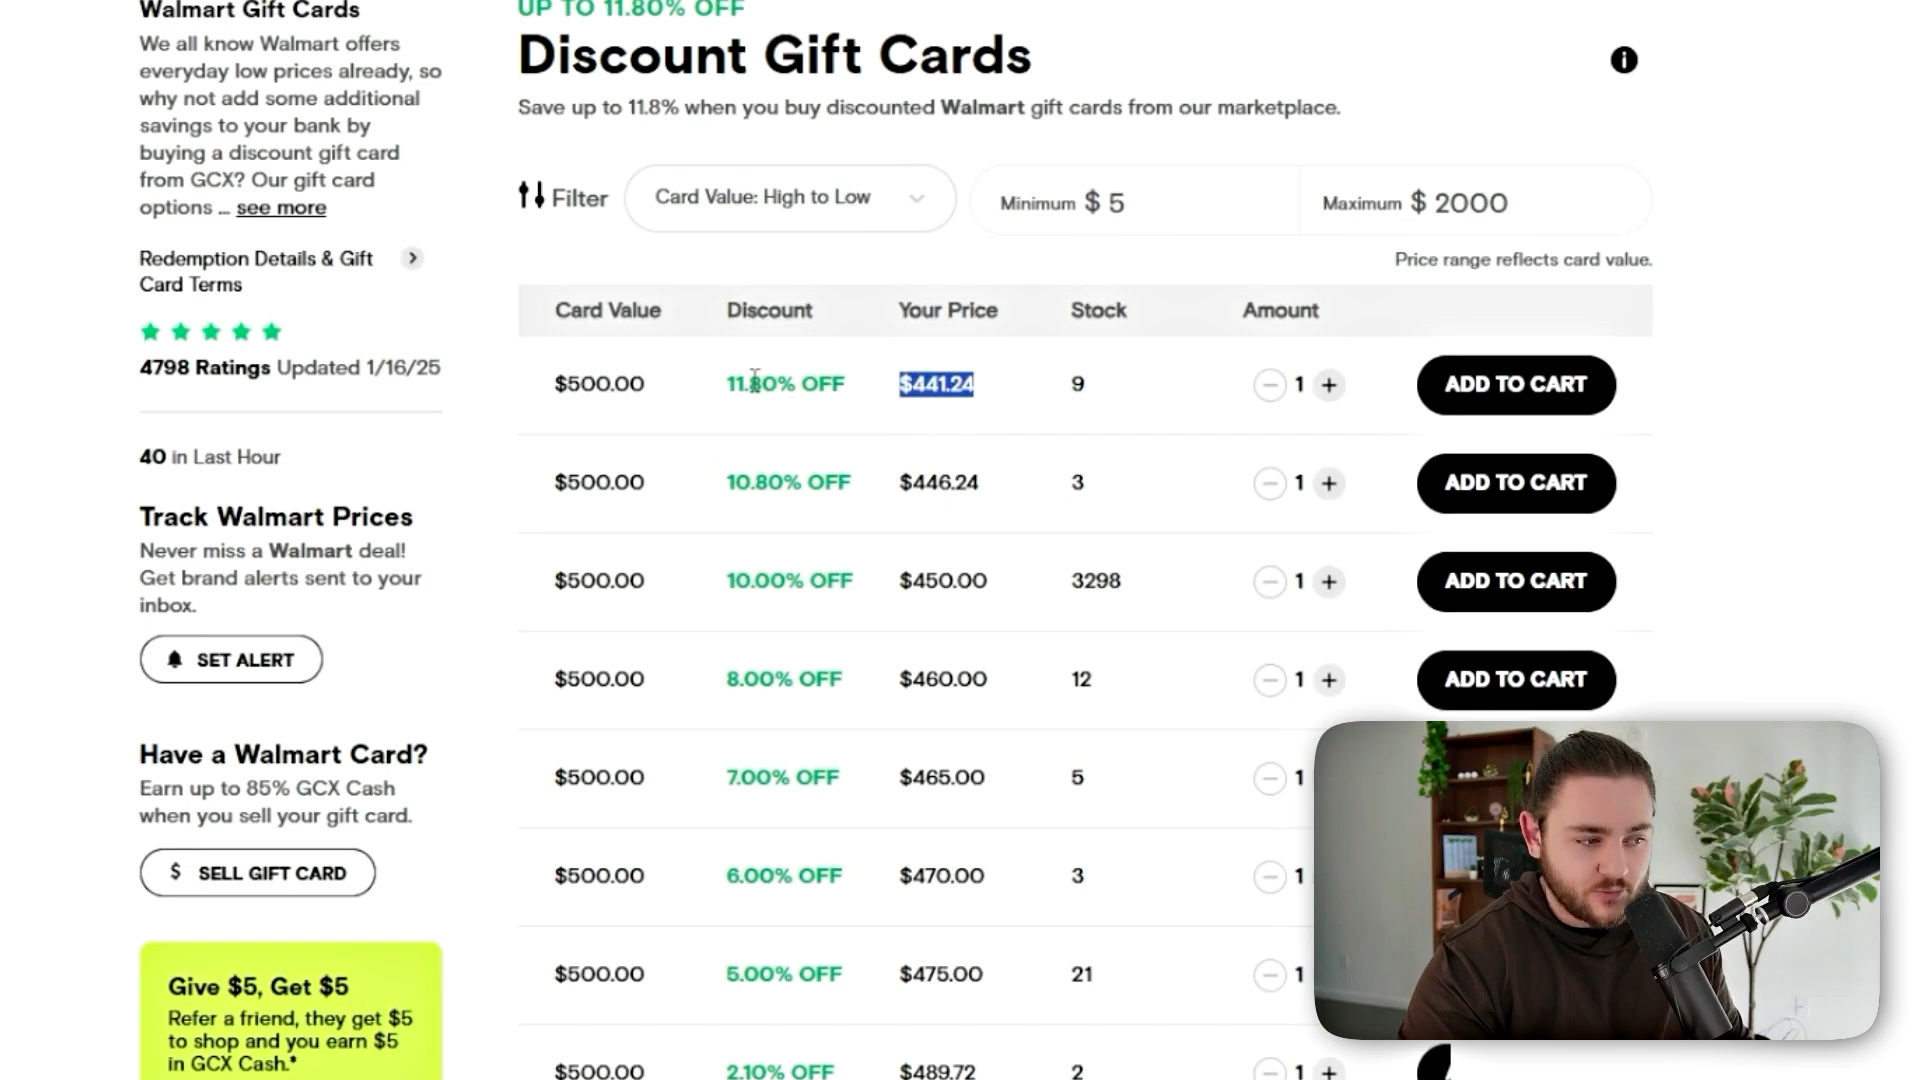 Walmart Gift Cards
We all know Walmart offers
everyday low prices already, so
why not add some additional
savings to your bank by
buying a discount gift card
from GCX? Our gift card
options ... see more
Redemption Details & Gift
Card Terms
4798 Ratings Updated 1/16/25
40 in Last Hour
Track Walmart Prices
Never miss a Walmart deal!
Get brand alerts sent to your
inbox.
SET ALERT
Have a Walmart Card?
Earn up to 85% GCX Cash
when you sell your gift card.
$ SELL GIFT CARD
Give $5, Get $5
Refer a friend, they get $5
to shop and you earn $5
in GCX Cash.*
UP TO 11.80% OFF
Discount Gift Cards
Save up to 11.8% when you buy discounted Walmart gift cards from our marketplace.
Filter Card Value: High to Low Minimum $ 5 Maximum $ 2000
Price range reflects card value.
Card Value Discount Your Price Stock Amount
$500.00 11.80% OFF $441.24 9 1 ADD TO CART
$500.00 10.80% OFF $446.24 3 1 ADD TO CART
$500.00 10.00% OFF $450.00 3298 1 ADD TO CART
$500.00 8.00% OFF $460.00 12 1 ADD TO CART
$500.00 7.00% OFF $465.00 5 1
$500.00 6.00% OFF $470.00 3 1
$500.00 5.00% OFF $475.00 21 1
$500.00 2.10% OFF $489.72 2 1